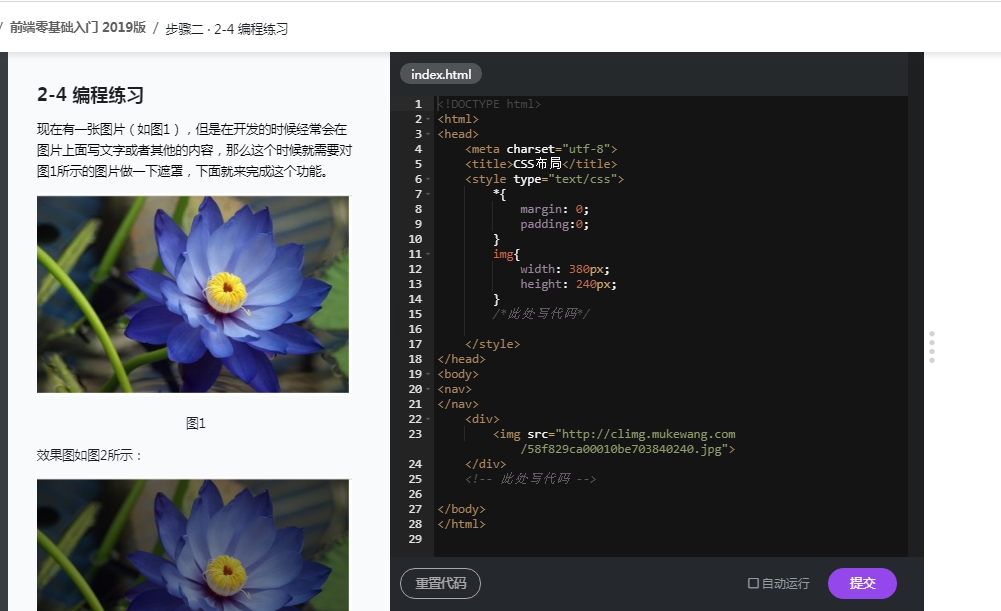 / 前端零基础入门 2019版 / 步骤二 · 2-4 编程练习
2-4 编程练习
现在有一张图片（如图1），但是在开发的时候经常会在
图片上面写文字或者其他的内容，那么这个时候就需要对
图1所示的图片做一下遮罩，下面就来完成这个功能。
图1
效果图如图2所示：
index.html
1 <!DOCTYPE html>
2 <html>
3 <head>
4 <meta charset="utf-8">
5 <title>CSS布局</title>
6 <style type="text/css">
7 *{
8 margin: 0;
9 padding:0;
10 }
11 img{
12 width: 380px;
13 height: 240px;
14 }
15 /*此处写代码*/
16
17 </style>
18 </head>
19 <body>
20 <nav>
21 </nav>
22 <div>
23 <img src="http://climg.mukewang.com
/58f829ca00010be703840240.jpg">
24 </div>
25 <!-- 此处写代码 -->
26
27 </body>
28 </html>
29
重置代码
自动运行
提交